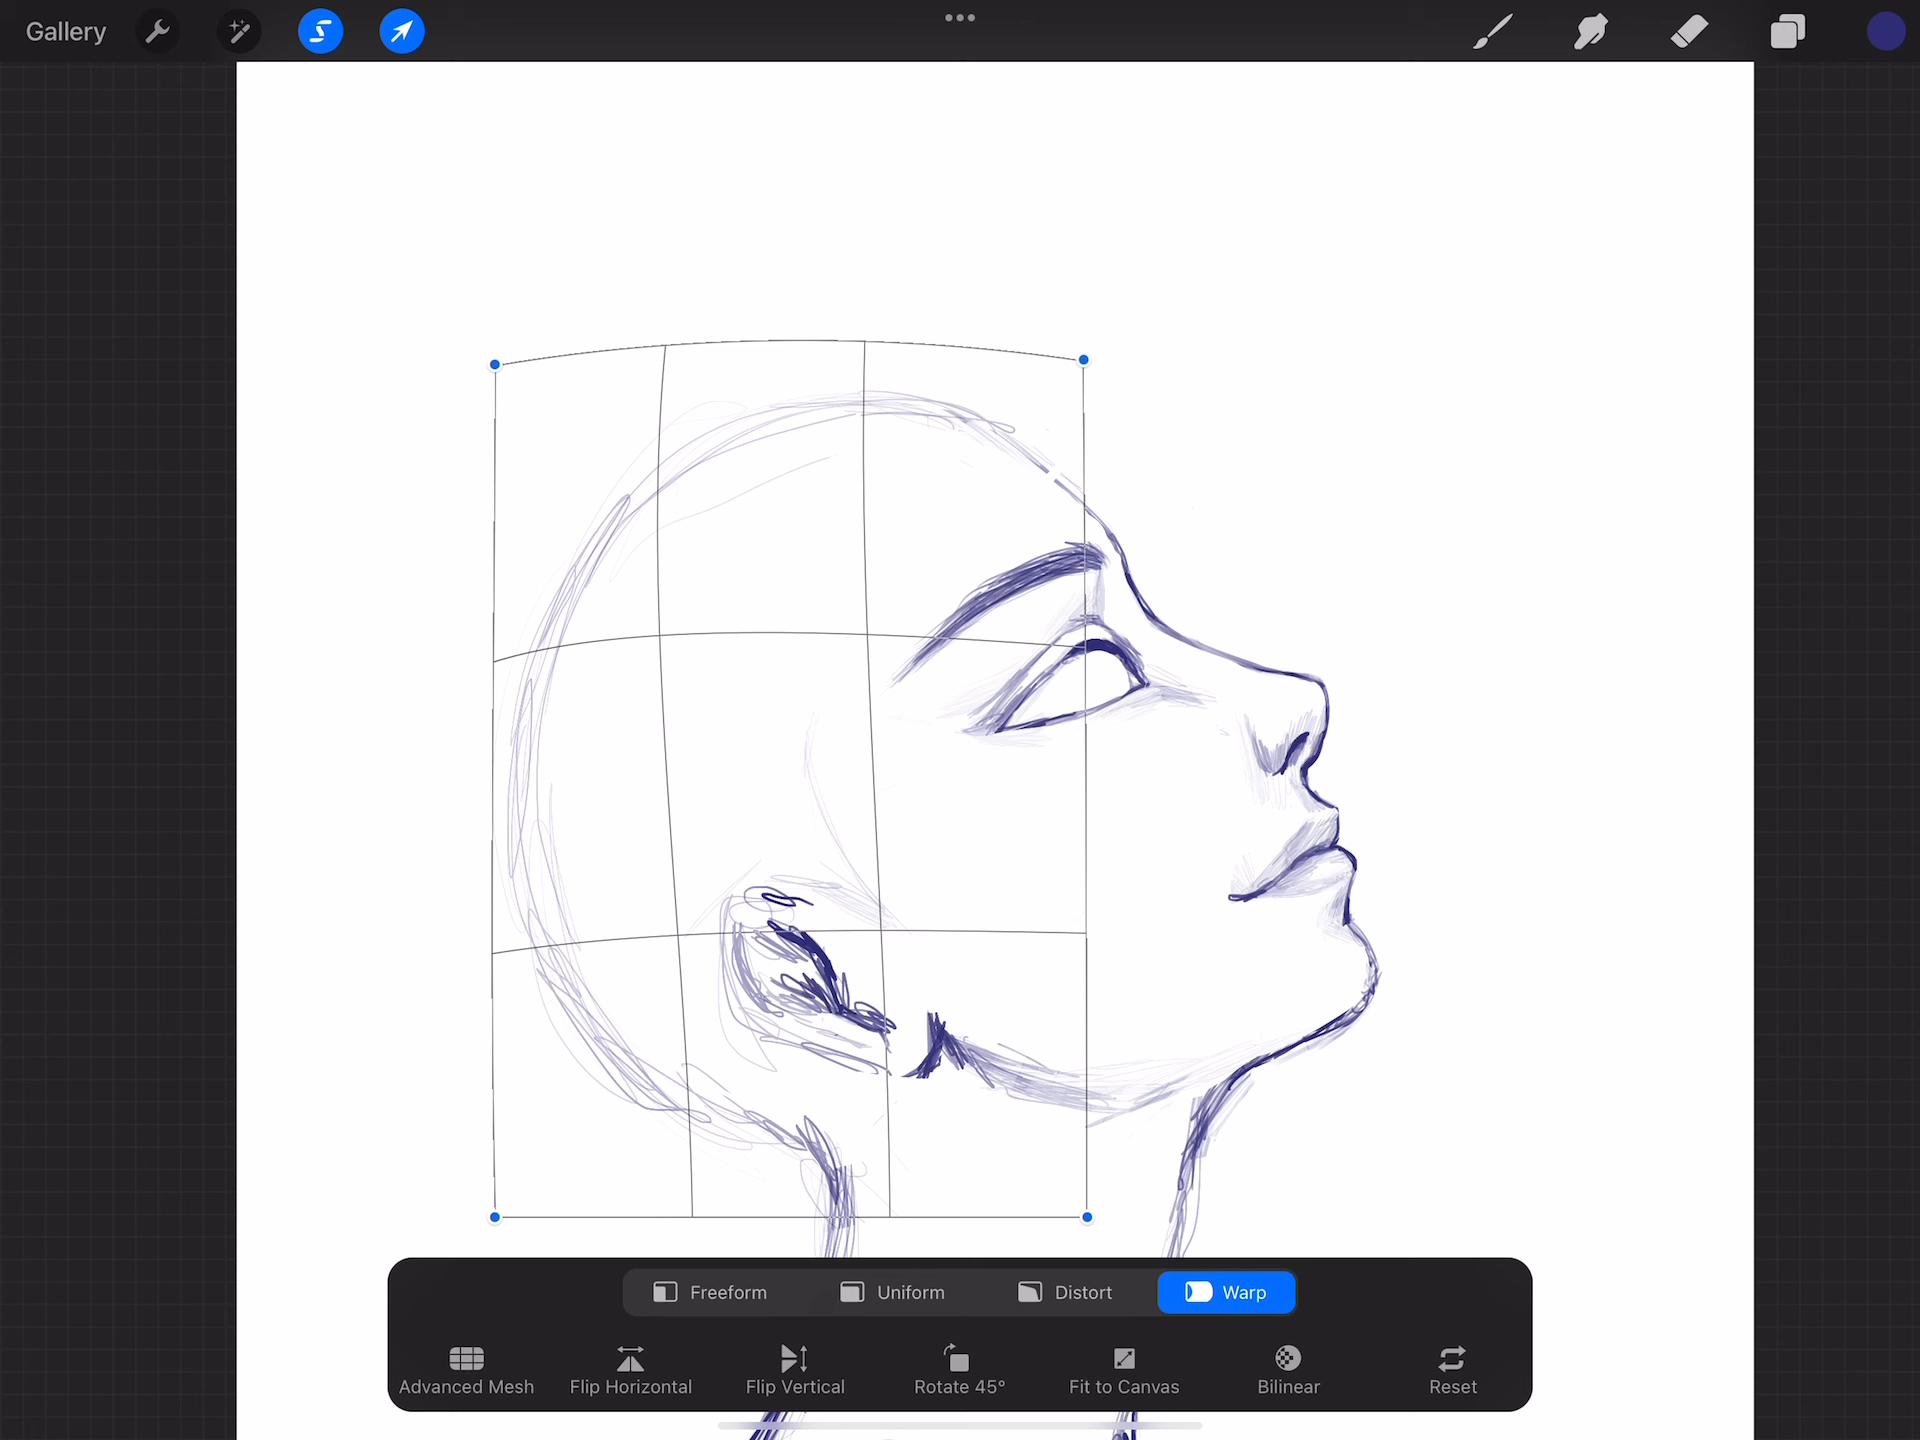 Gallery
Freeform Uniform Distort Warp
Advanced Mesh Flip Horizontal Flip Vertical Rotate 45° Fit to Canvas Bilinear Reset